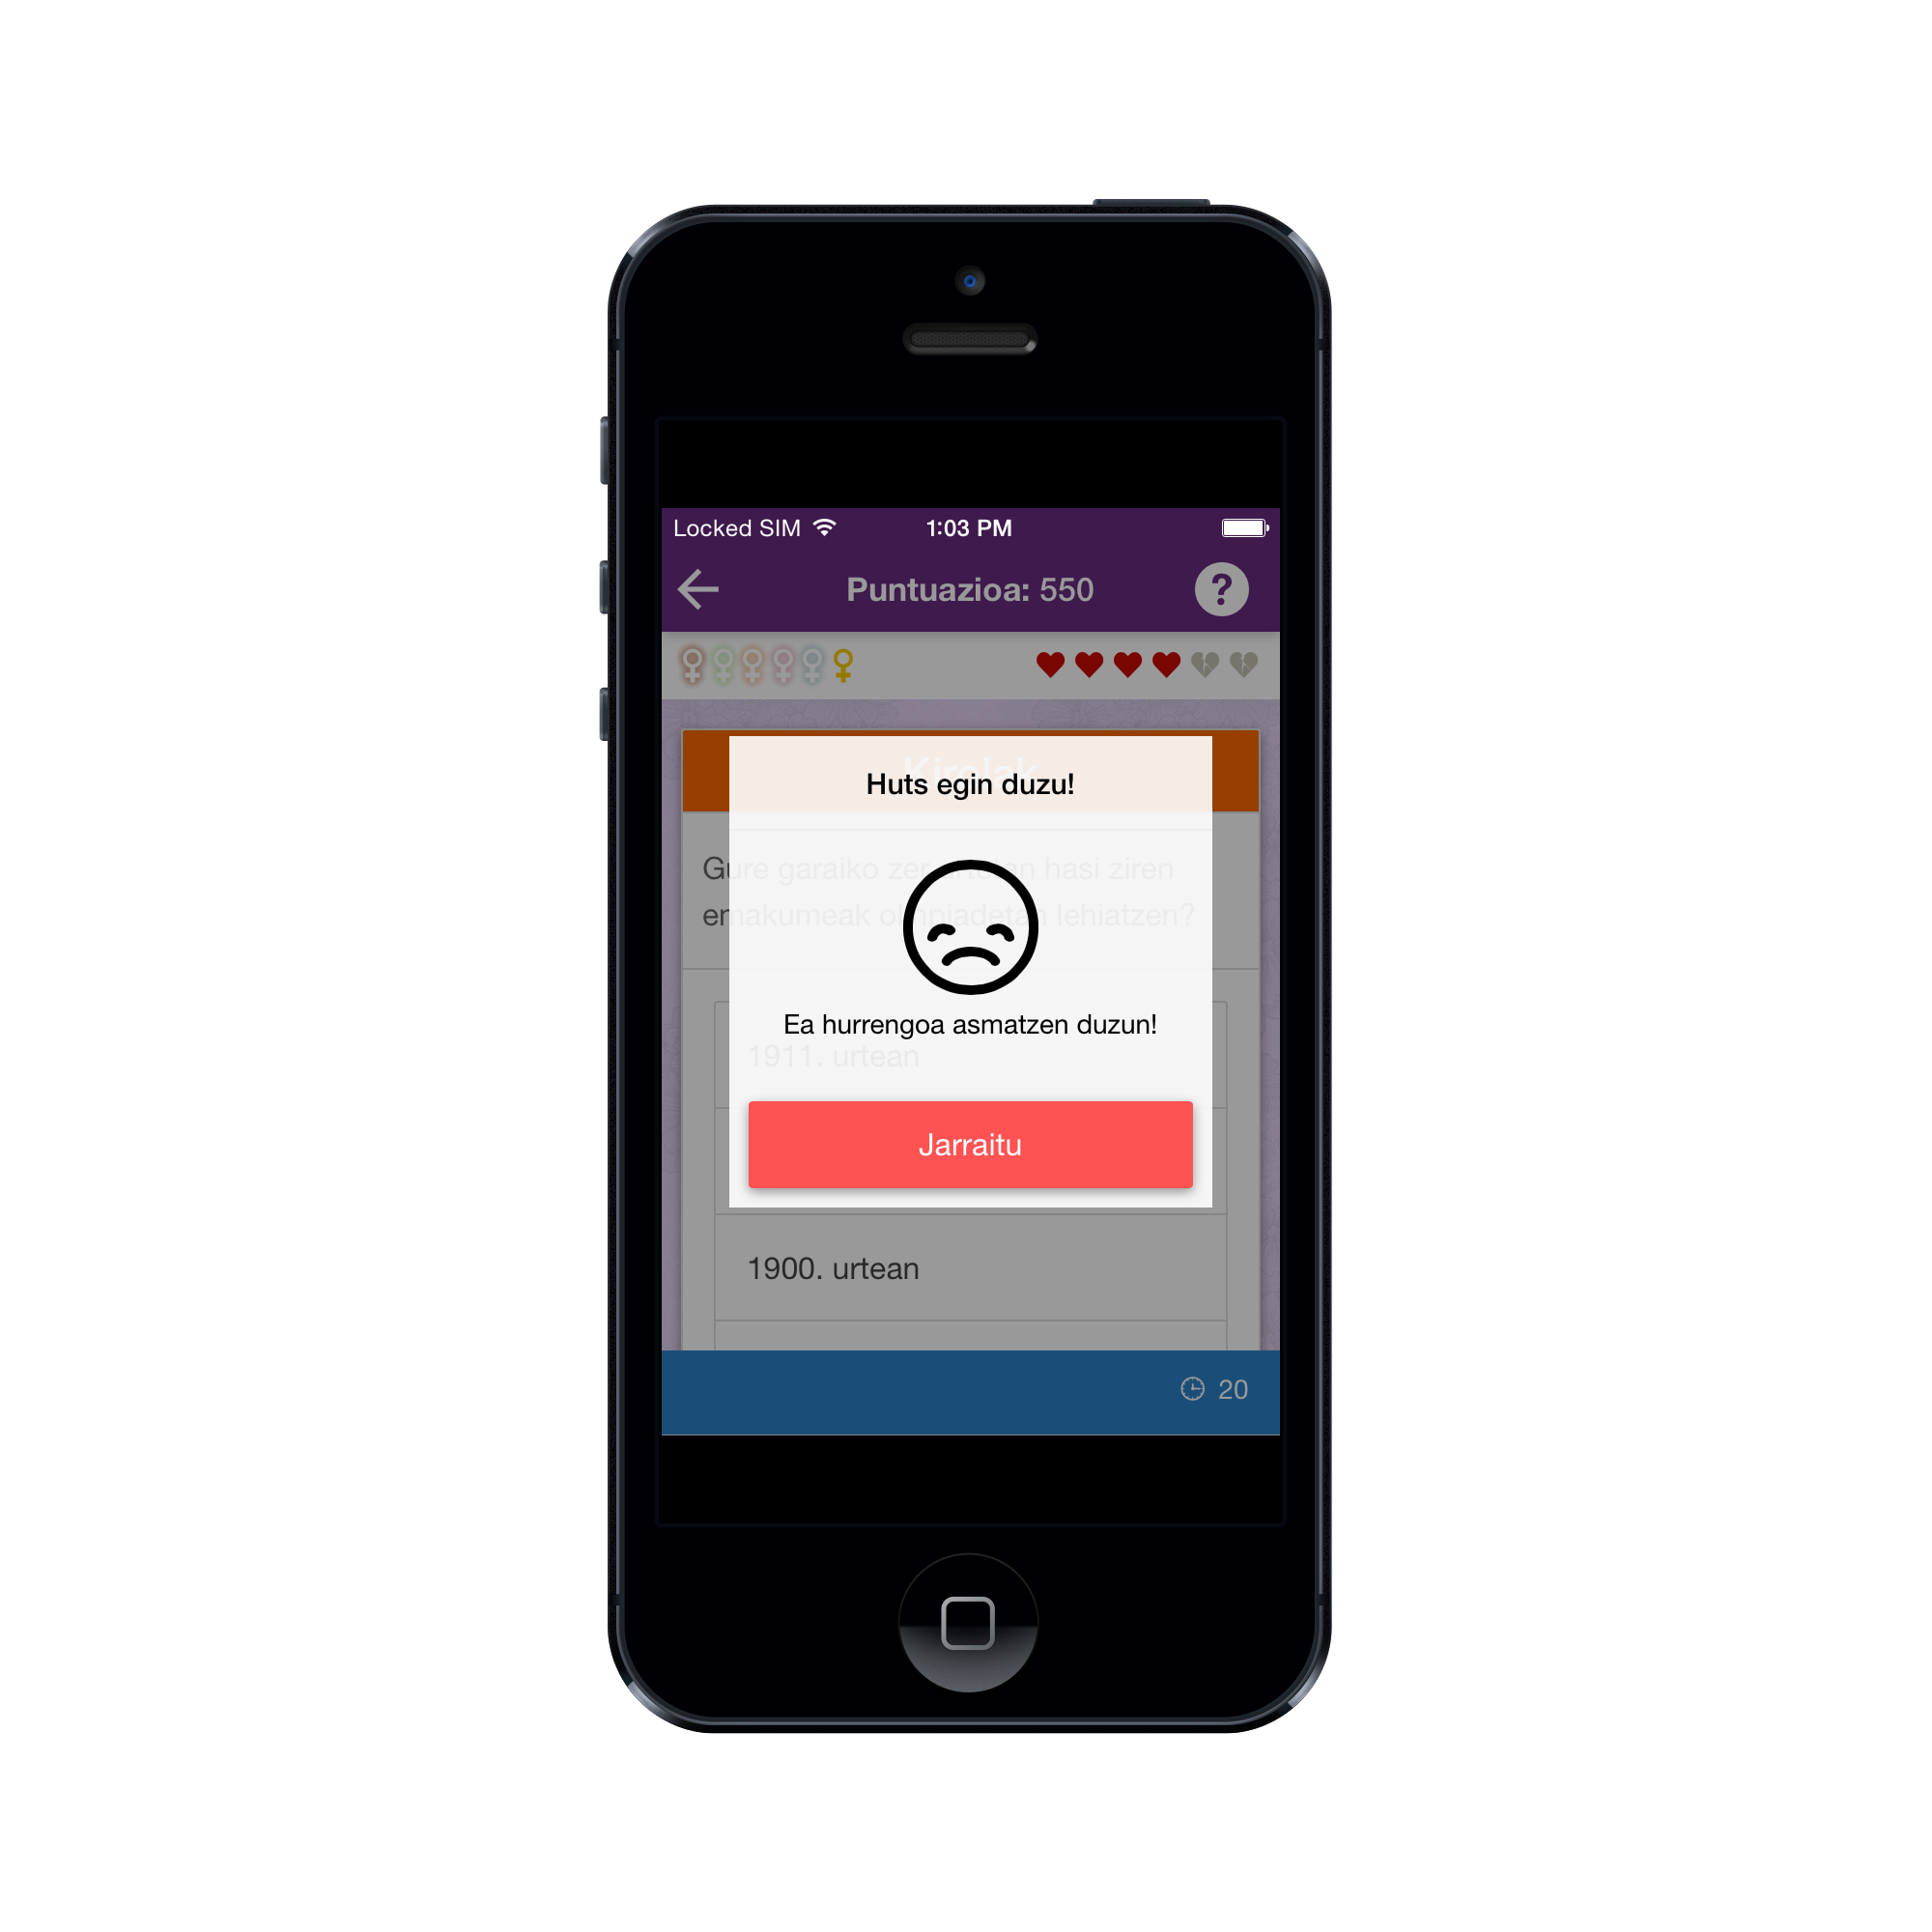 Locked SIM 1:03 PM
Puntuazioa: 550
?
Kirolak
Huts egin duzu!
Gure garaiko zer urtean hasi ziren
emakumeak olinpiadetan lehiatzen?
Ea hurrengoa asmatzen duzun!
1911. urtean
Jarraitu
1900. urtean
20